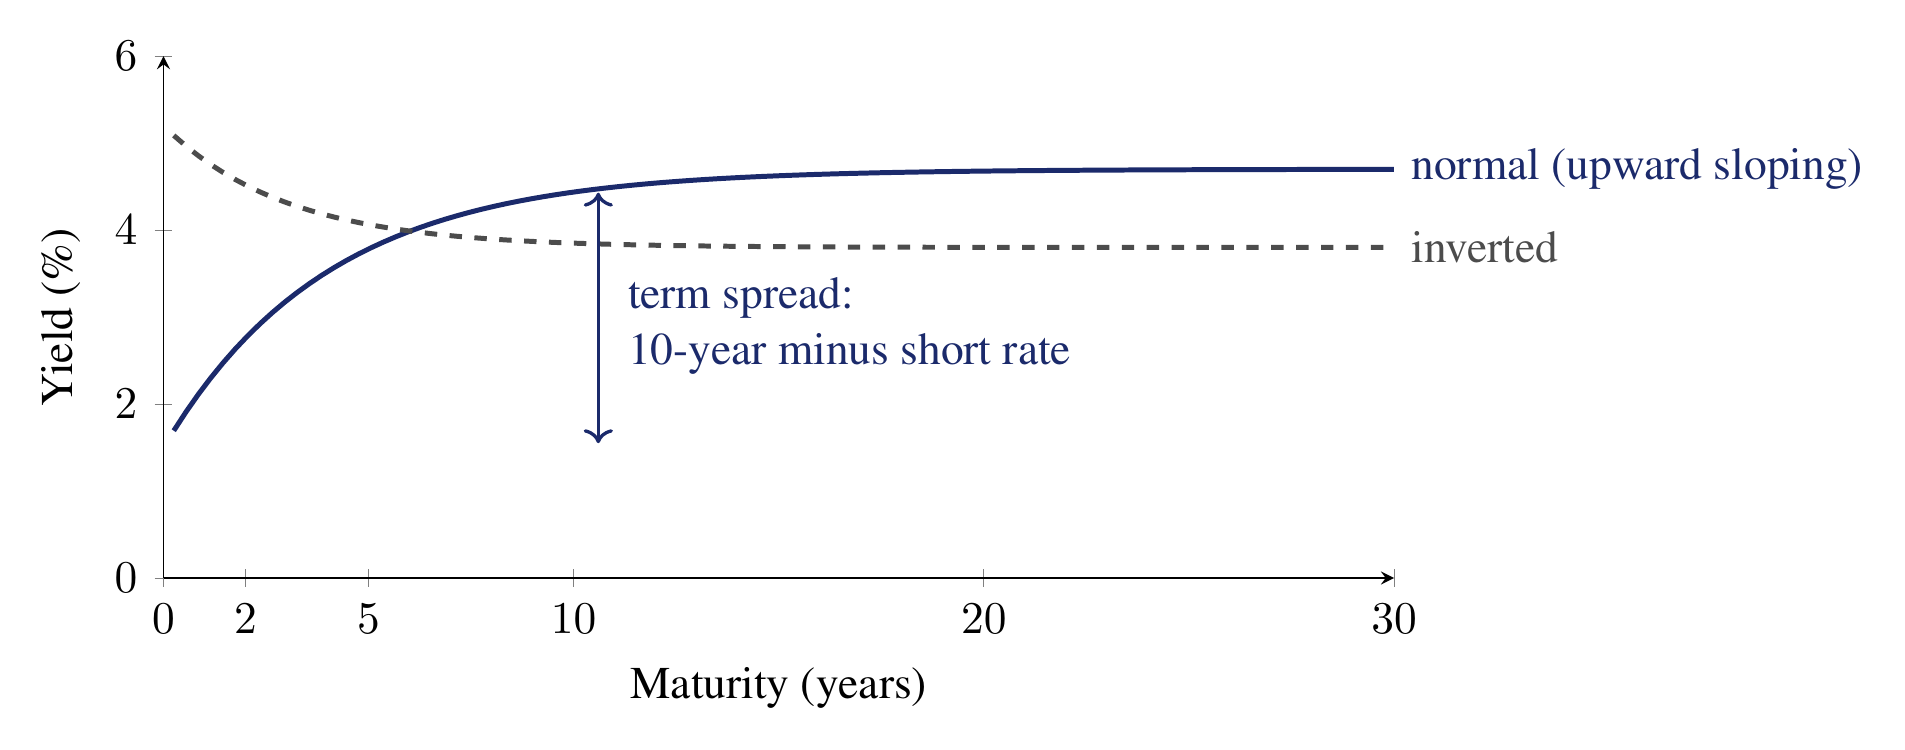 6
4
2
0
Yield (%)
normal (upward sloping)
inverted
term spread:
10-year minus short rate
0 2 5 10 20 30
Maturity (years)